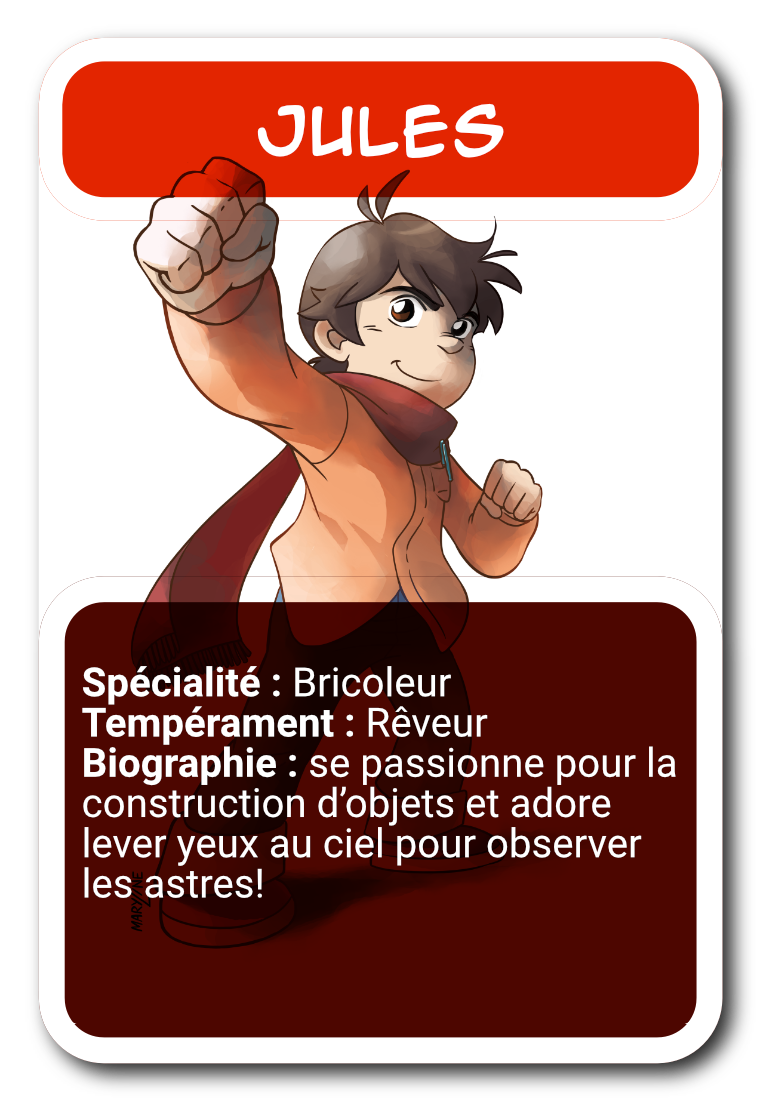 JULES
Spécialité : Bricoleur
Tempérament : Rêveur
Biographie : se passionne pour la
construction d’objets et adore
lever yeux au ciel pour observer
les astres!